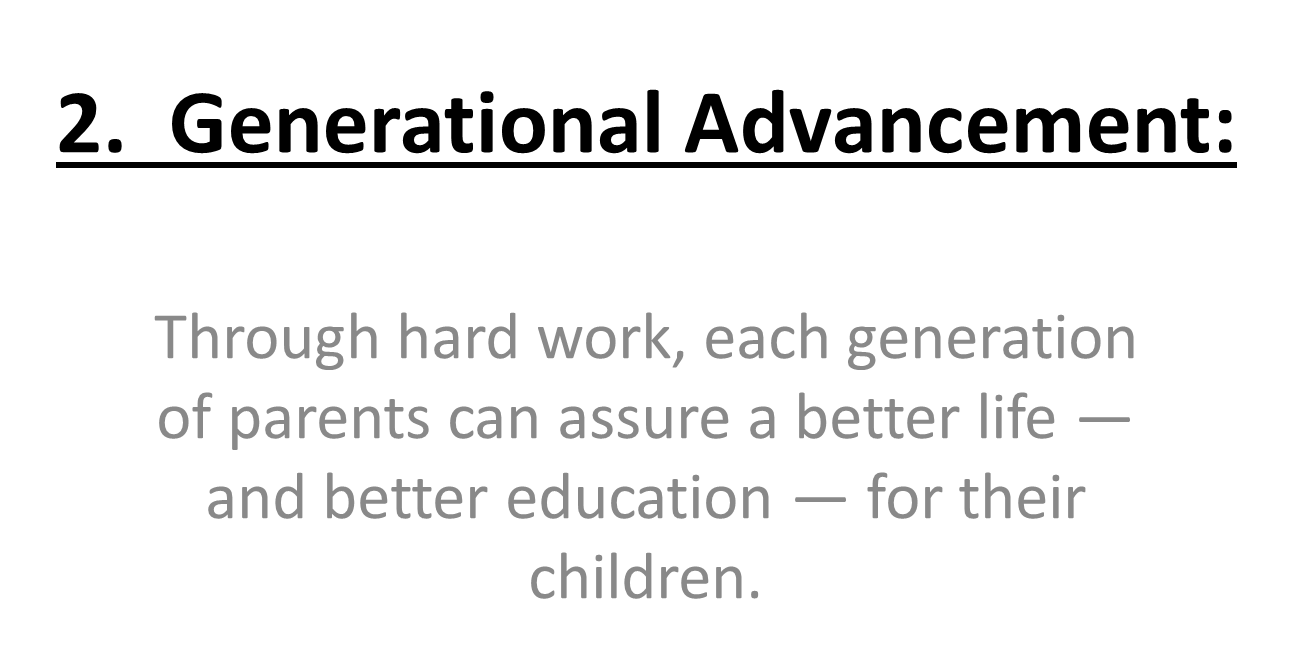 2.  Generational Advancement:
Through hard work, each generation
of parents can assure a better life —
and better education — for their
children.